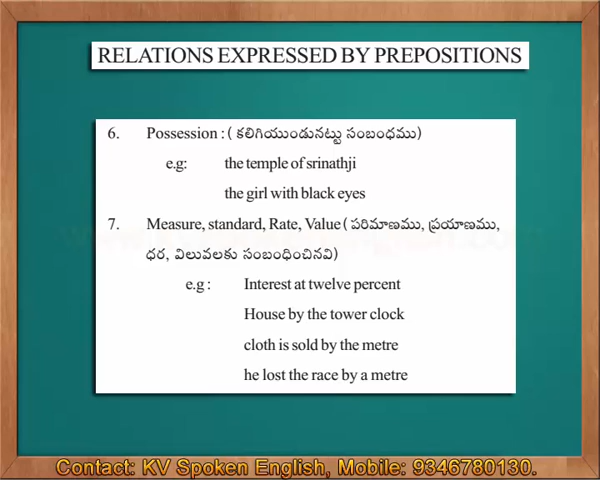 RELATIONS EXPRESSED BY PREPOSITIONS
6. Possession : ( కలిగియుండునట్టు సంబంధము)
e.g: the temple of srinathji
the girl with black eyes
7. Measure, standard, Rate, Value ( పరిమాణము, ప్రయాణము,
ధర, విలువలకు సంబంధించినవి)
e.g : Interest at twelve percent
House by the tower clock
cloth is sold by the metre
he lost the race by a metre
Contact: KV Spoken English, Mobile: 9346780130.